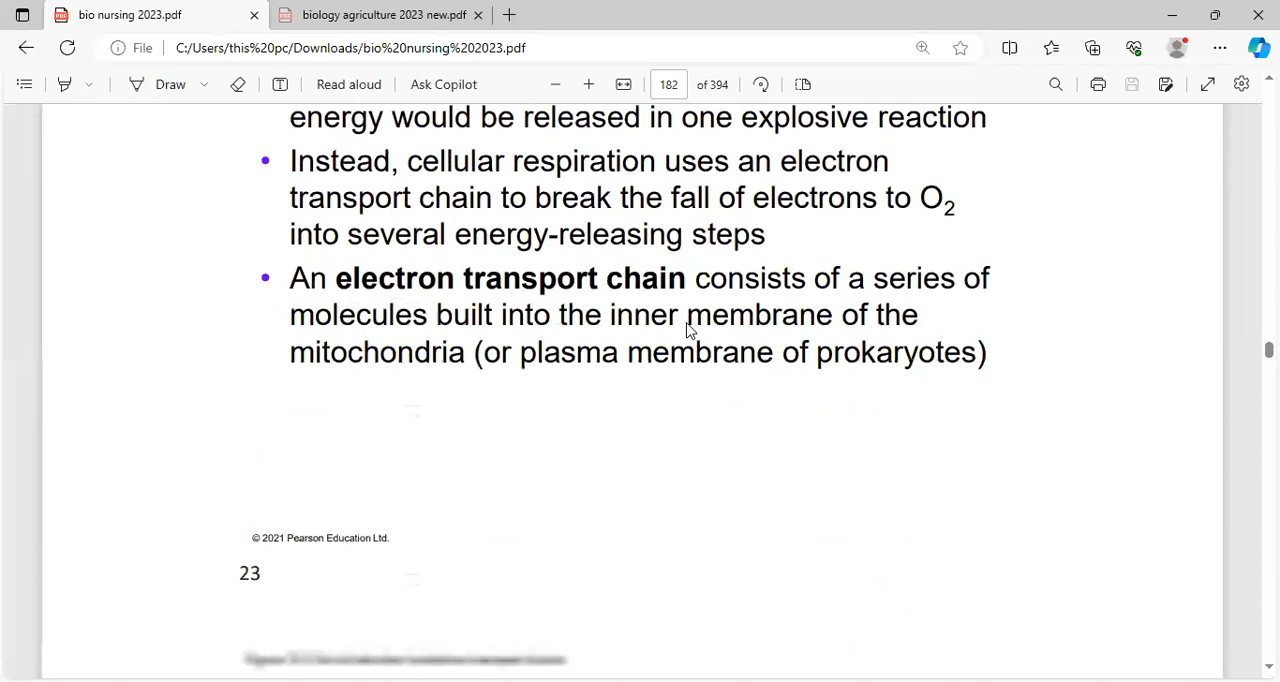 bio nursing 2023.pdf
biology agriculture 2023 new.pdf
File
C:/Users/this%20pc/Downloads/bio%20nursing%202023.pdf
Draw
Read aloud
Ask Copilot
182 of 394
energy would be released in one explosive reaction
• Instead, cellular respiration uses an electron
transport chain to break the fall of electrons to O₂
into several energy-releasing steps
• An electron transport chain consists of a series of
molecules built into the inner membrane of the
mitochondria (or plasma membrane of prokaryotes)
© 2021 Pearson Education Ltd.
23